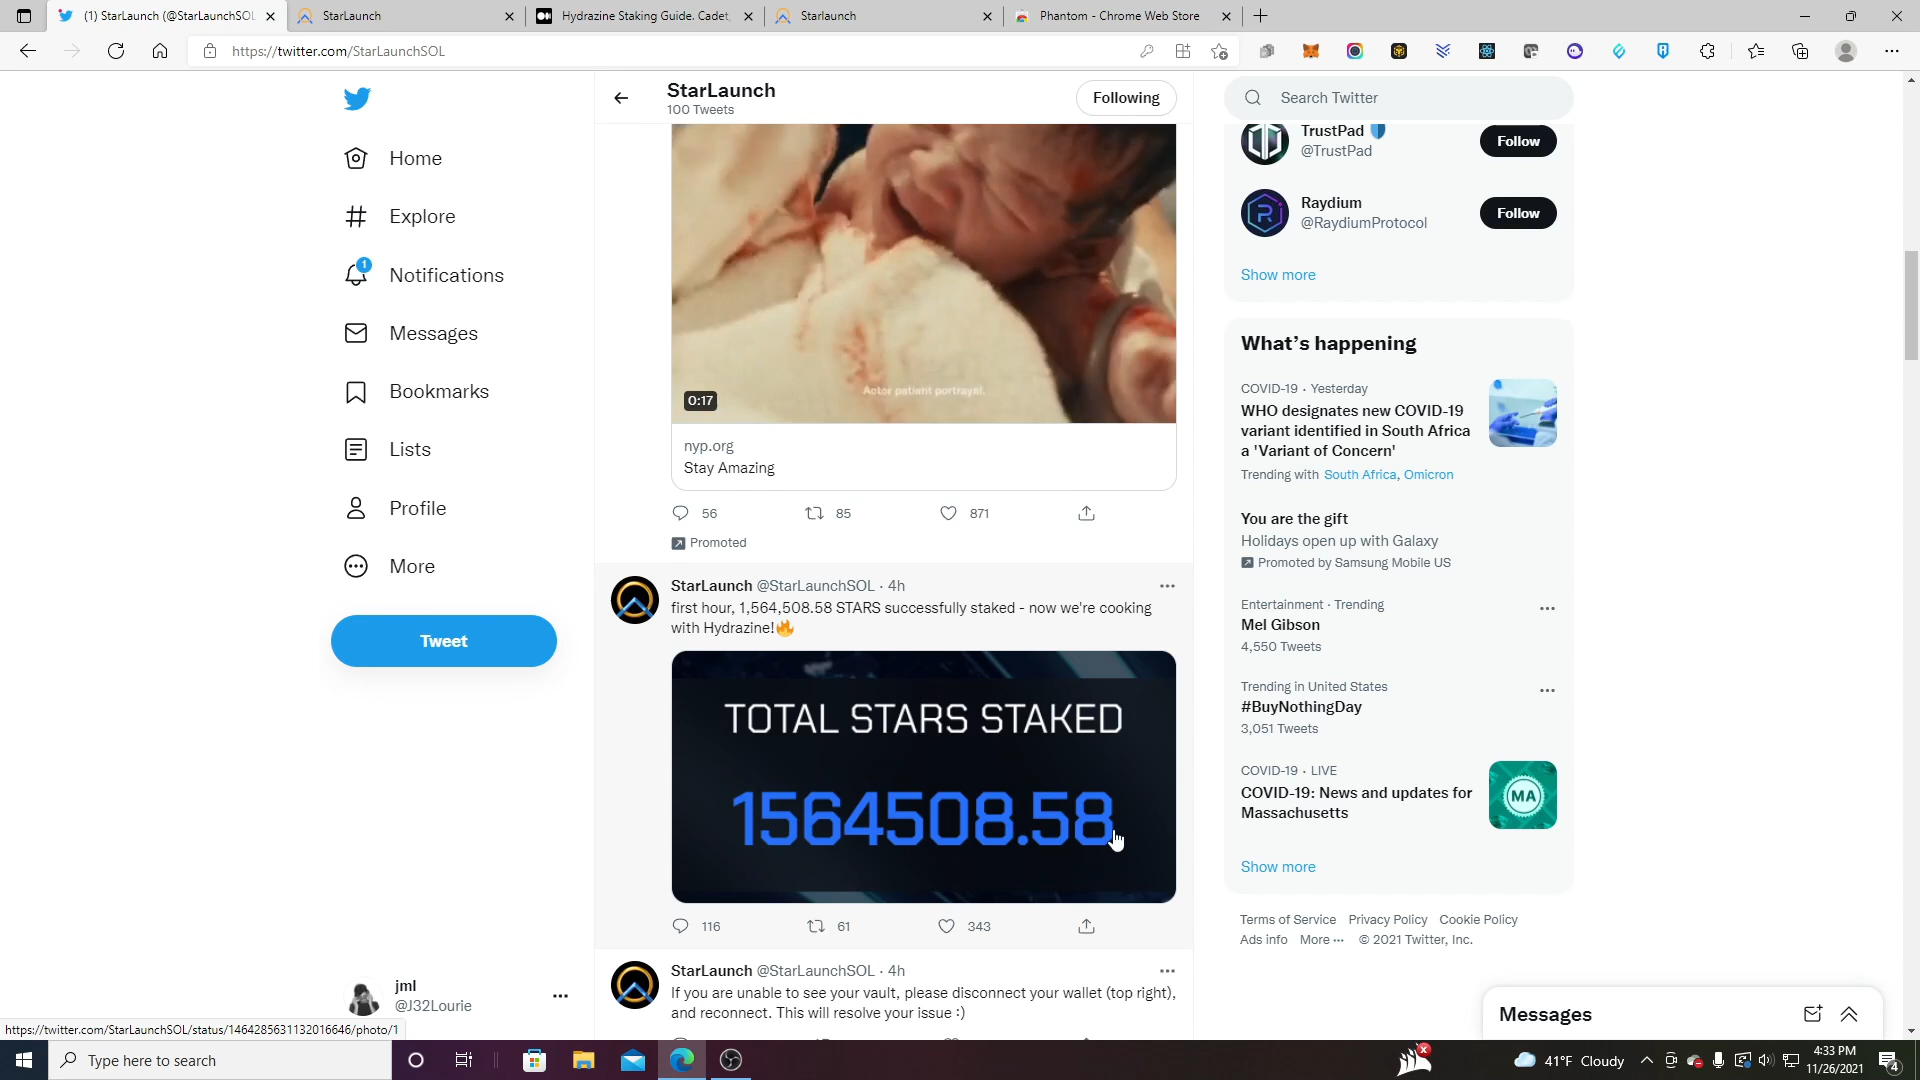 (1) StarLaunch (@StarLaunchSOL
StarLaunch
Hydrazine Staking Guide. Cadet,
Starlaunch
Phantom - Chrome Web Store
https://twitter.com/StarLaunchSOL
StarLaunch
100 Tweets
Following
Search Twitter
Home
Explore
1
Notifications
Messages
Bookmarks
Lists
Profile
More
Tweet
jml
@J32Lourie
Actor patient portrayal.
0:17
nyp.org
Stay Amazing
56
85
871
Promoted
StarLaunch @StarLaunchSOL · 4h
first hour, 1,564,508.58 STARS successfully staked - now we're cooking
with Hydrazine!🔥
TOTAL STARS STAKED
1564508.58
116
61
343
StarLaunch @StarLaunchSOL · 4h
If you are unable to see your vault, please disconnect your wallet (top right),
and reconnect. This will resolve your issue :)
TrustPad
@TrustPad
Follow
Raydium
@RaydiumProtocol
Follow
Show more
What's happening
COVID-19 · Yesterday
WHO designates new COVID-19
variant identified in South Africa
a 'Variant of Concern'
Trending with South Africa, Omicron
You are the gift
Holidays open up with Galaxy
Promoted by Samsung Mobile US
Entertainment · Trending
Mel Gibson
4,550 Tweets
Trending in United States
#BuyNothingDay
3,051 Tweets
COVID-19 · LIVE
COVID-19: News and updates for
Massachusetts
MA
Show more
Terms of Service Privacy Policy Cookie Policy
Ads info More ··· © 2021 Twitter, Inc.
Messages
https://twitter.com/StarLaunchSOL/status/1464285631132016646/photo/1
Type here to search
41°F Cloudy
4:33 PM
11/26/2021
4